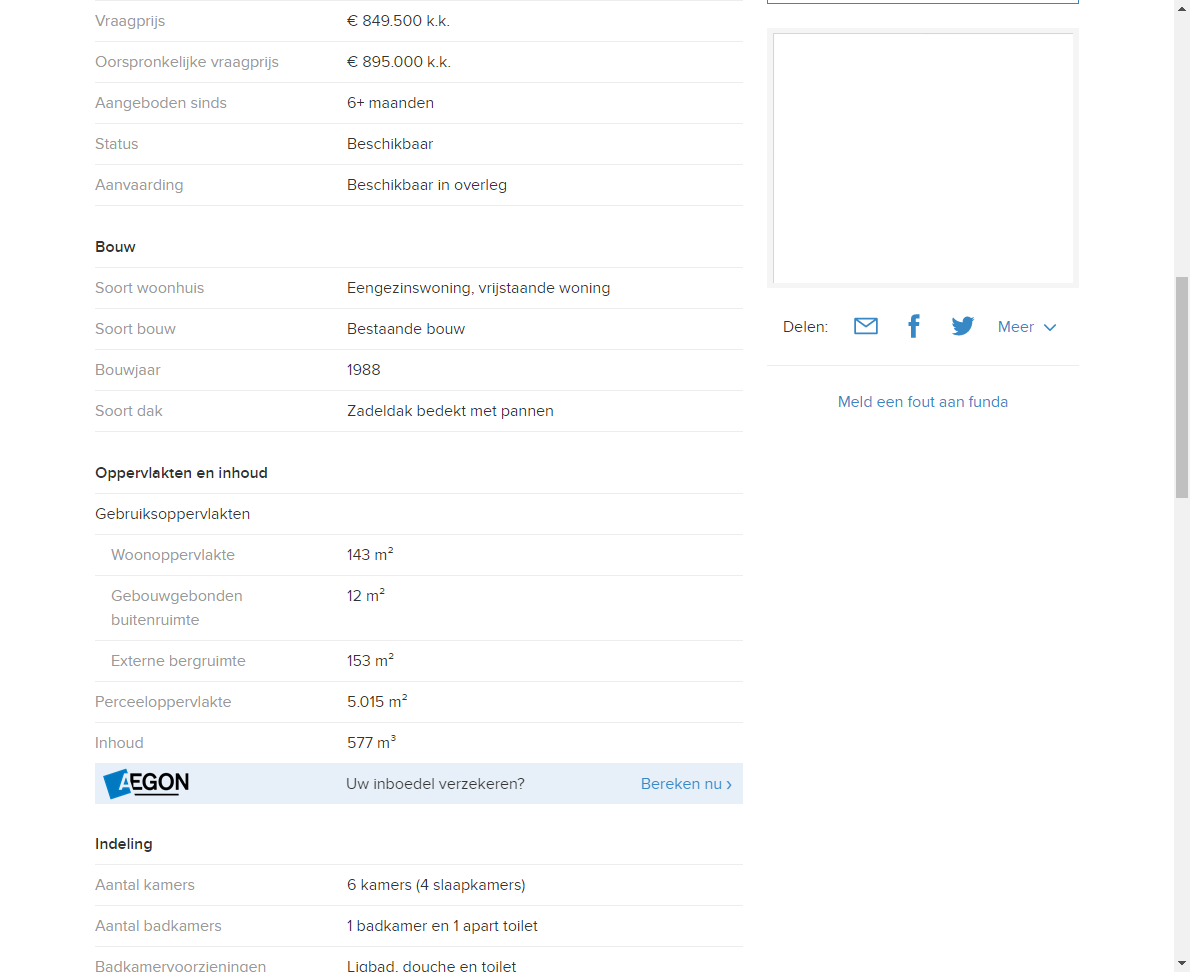 Vraagprijs € 849.500 k.k.
Oorspronkelijke vraagprijs € 895.000 k.k.
Aangeboden sinds 6+ maanden
Status Beschikbaar
Aanvaarding Beschikbaar in overleg
Bouw
Soort woonhuis Eengezinswoning, vrijstaande woning
Soort bouw Bestaande bouw
Bouwjaar 1988
Soort dak Zadeldak bedekt met pannen
Oppervlakten en inhoud
Gebruiksoppervlakten
Woonoppervlakte 143 m²
Gebouwgebonden 12 m²
buitenruimte
Externe bergruimte 153 m²
Perceeloppervlakte 5.015 m²
Inhoud 577 m³
AEGON Uw inboedel verzekeren? Bereken nu ›
Indeling
Aantal kamers 6 kamers (4 slaapkamers)
Aantal badkamers 1 badkamer en 1 apart toilet
Badkamervoorzieningen Ligbad, douche en toilet
Delen: Meer
Meld een fout aan funda